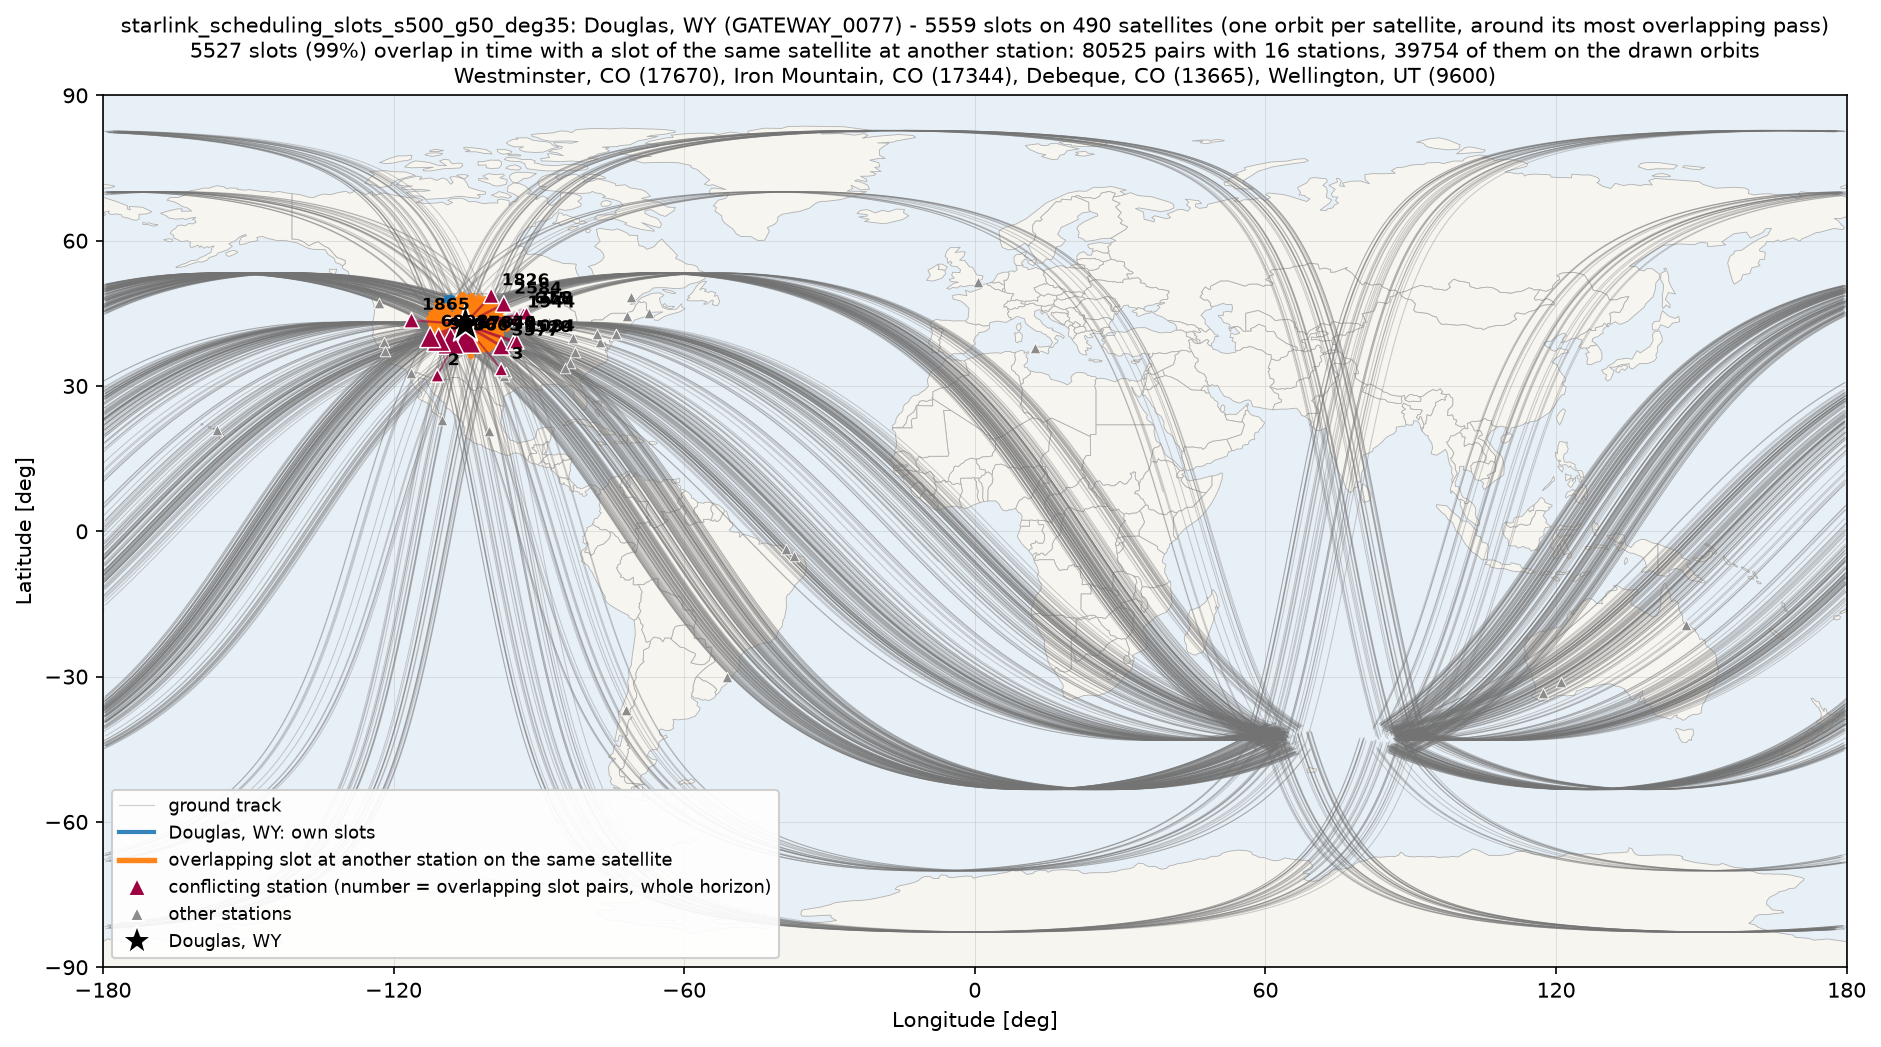 starlink_scheduling_slots_s500_g50_deg35: Douglas, WY (GATEWAY_0077) - 5559 slots on 490 satellites (one orbit per satellite, around its most overlapping pass)
5527 slots (99%) overlap in time with a slot of the same satellite at another station: 80525 pairs with 16 stations, 39754 of them on the drawn orbits
Westminster, CO (17670), Iron Mountain, CO (17344), Debeque, CO (13665), Wellington, UT (9600)
90
60
30
0
−30
−60
−90
Latitude [deg]
1826
1865
2
3
ground track
Douglas, WY: own slots
overlapping slot at another station on the same satellite
conflicting station (number = overlapping slot pairs, whole horizon)
other stations
Douglas, WY
−180
−120
−60
0
60
120
180
Longitude [deg]